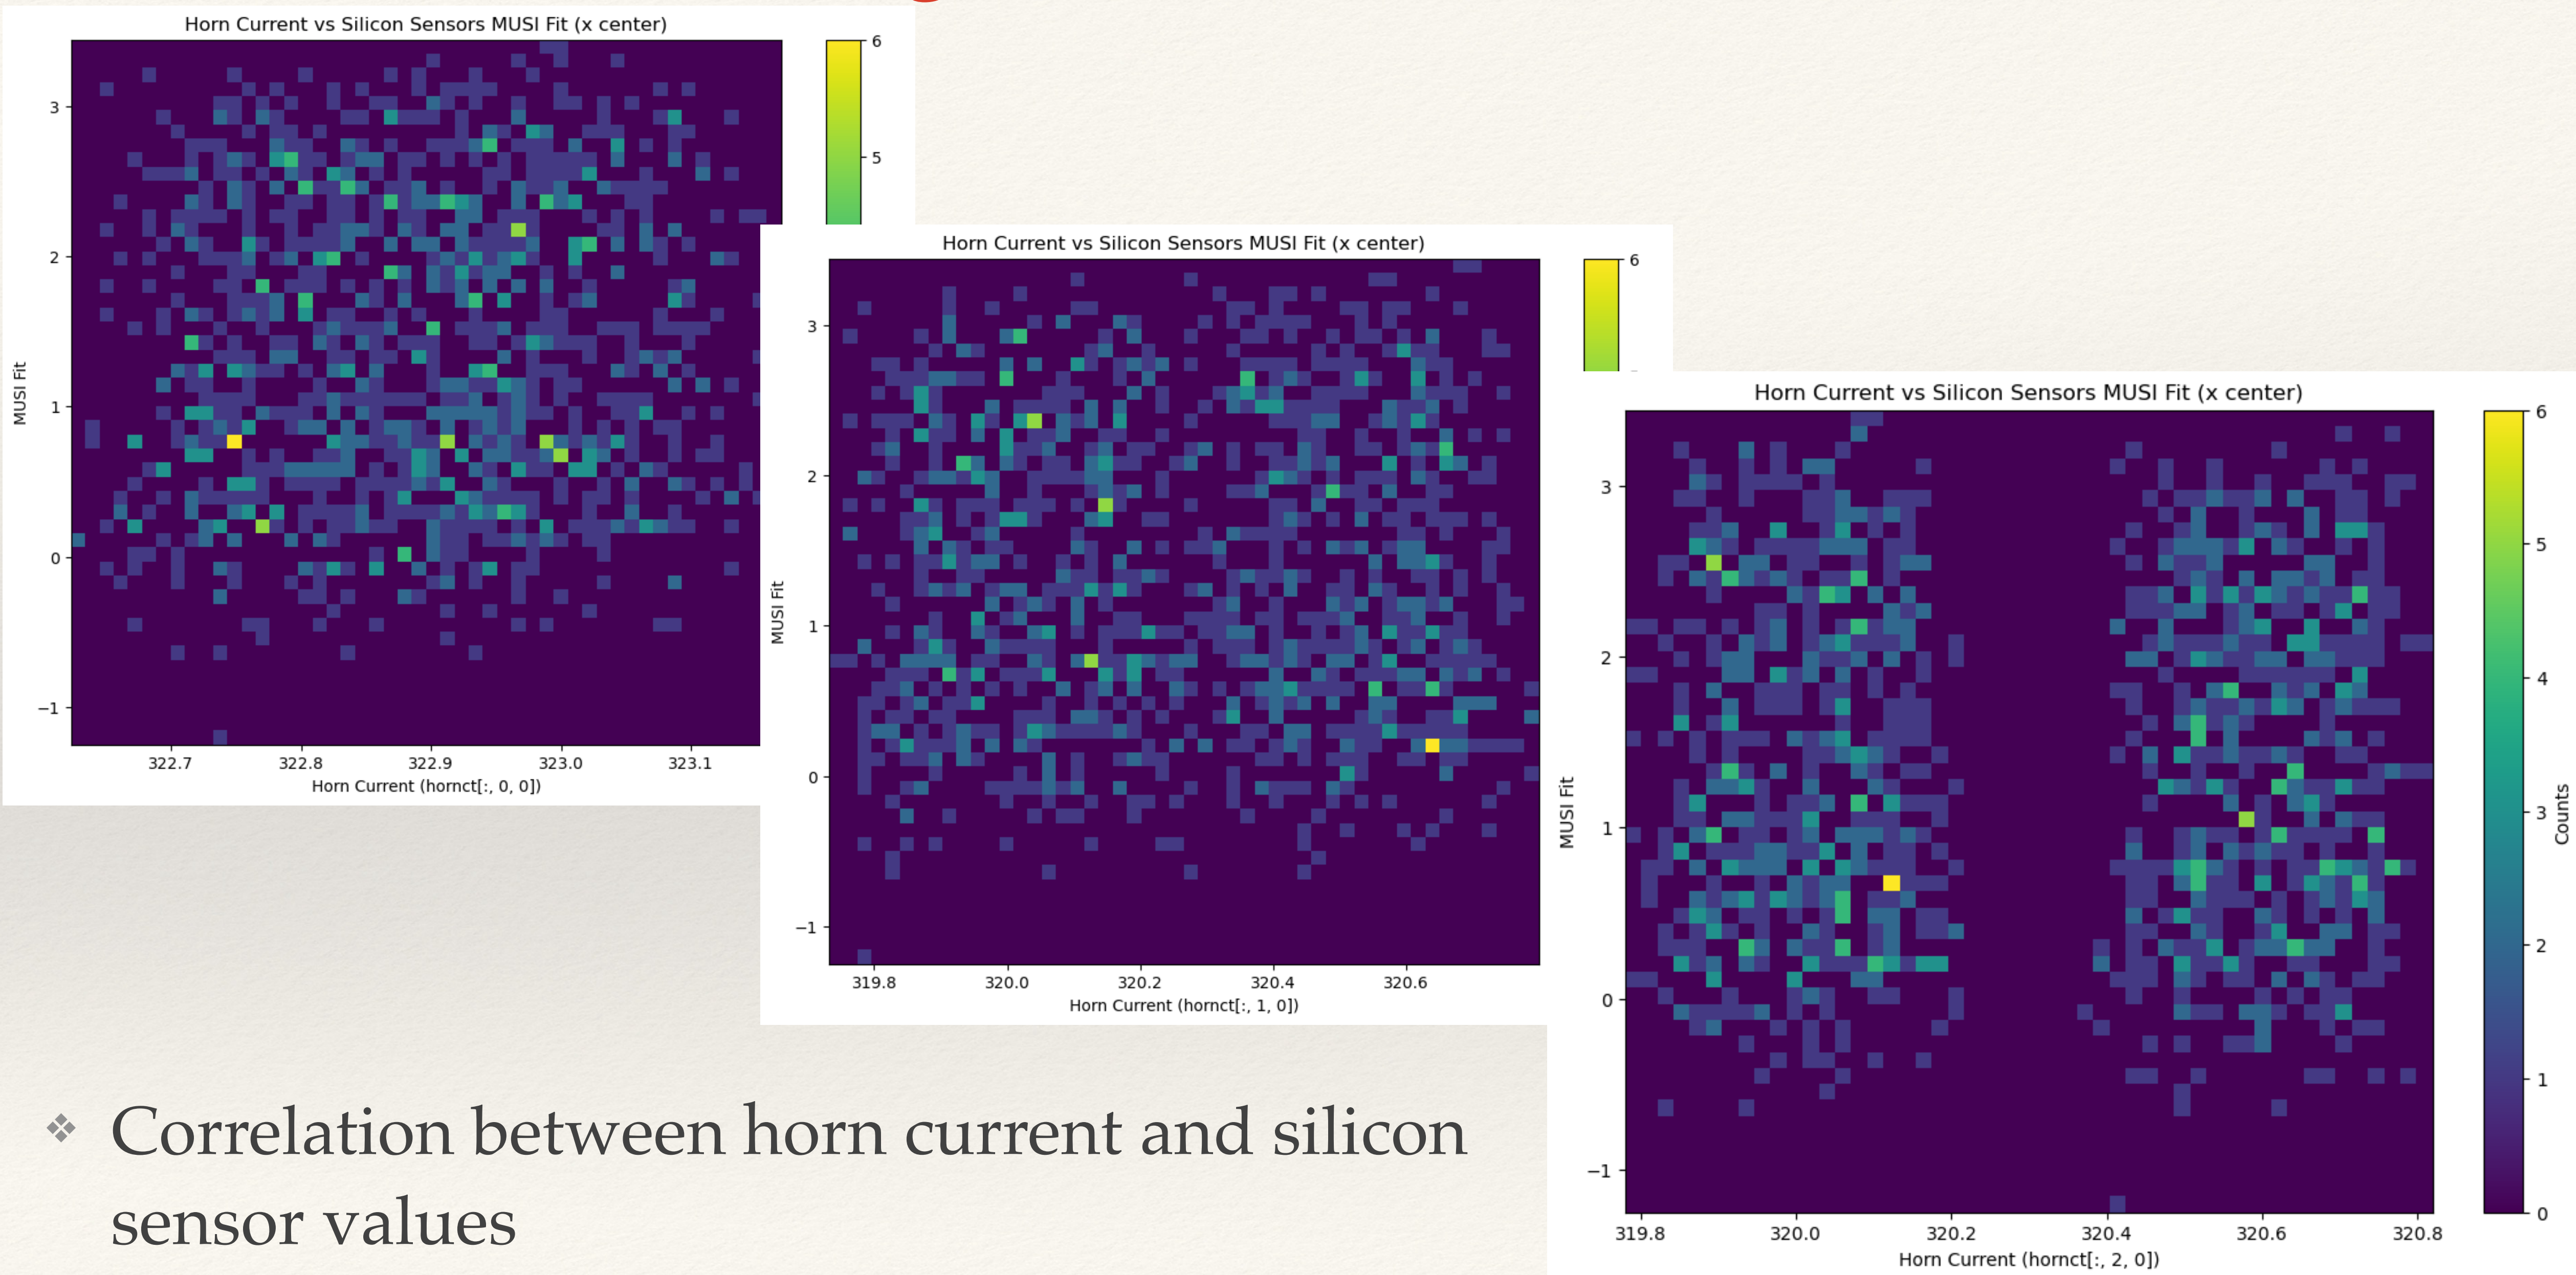 Horn Current vs Silicon Sensors MUSI Fit (x center)
6
5
3
2
1
0
−1
MUSI Fit
322.7 322.8 322.9 323.0 323.1
Horn Current (hornct[:, 0, 0])
Horn Current vs Silicon Sensors MUSI Fit (x center)
6
3
2
1
0
−1
MUSI Fit
319.8 320.0 320.2 320.4 320.6
Horn Current (hornct[:, 1, 0])
Horn Current vs Silicon Sensors MUSI Fit (x center)
3
2
1
0
−1
MUSI Fit
319.8 320.0 320.2 320.4 320.6 320.8
Horn Current (hornct[:, 2, 0])
6
5
4
3
2
1
0
Counts
❖ Correlation between horn current and silicon
sensor values